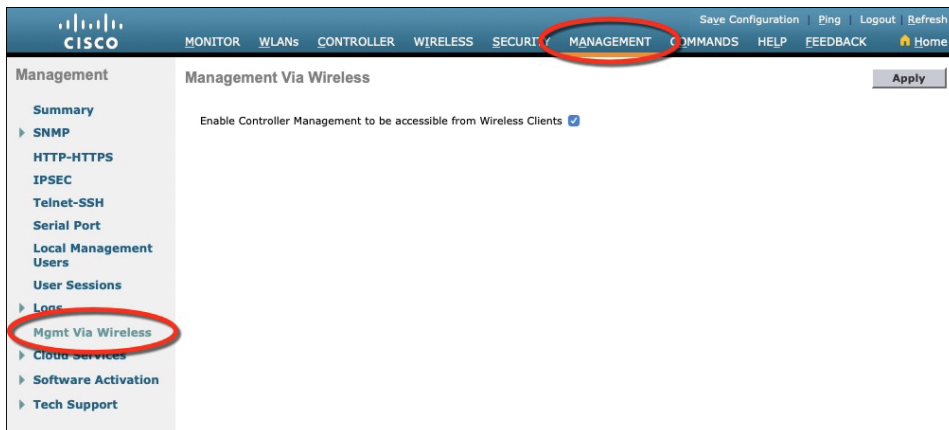 Save Configuration | Ping | Logout | Refresh
CISCO
MONITOR WLANs CONTROLLER WIRELESS SECURITY MANAGEMENT COMMANDS HELP FEEDBACK Home
Management
Management Via Wireless
Apply
Enable Controller Management to be accessible from Wireless Clients
Summary
SNMP
HTTP-HTTPS
IPSEC
Telnet-SSH
Serial Port
Local Management
Users
User Sessions
Logs
Mgmt Via Wireless
Cloud Services
Software Activation
Tech Support